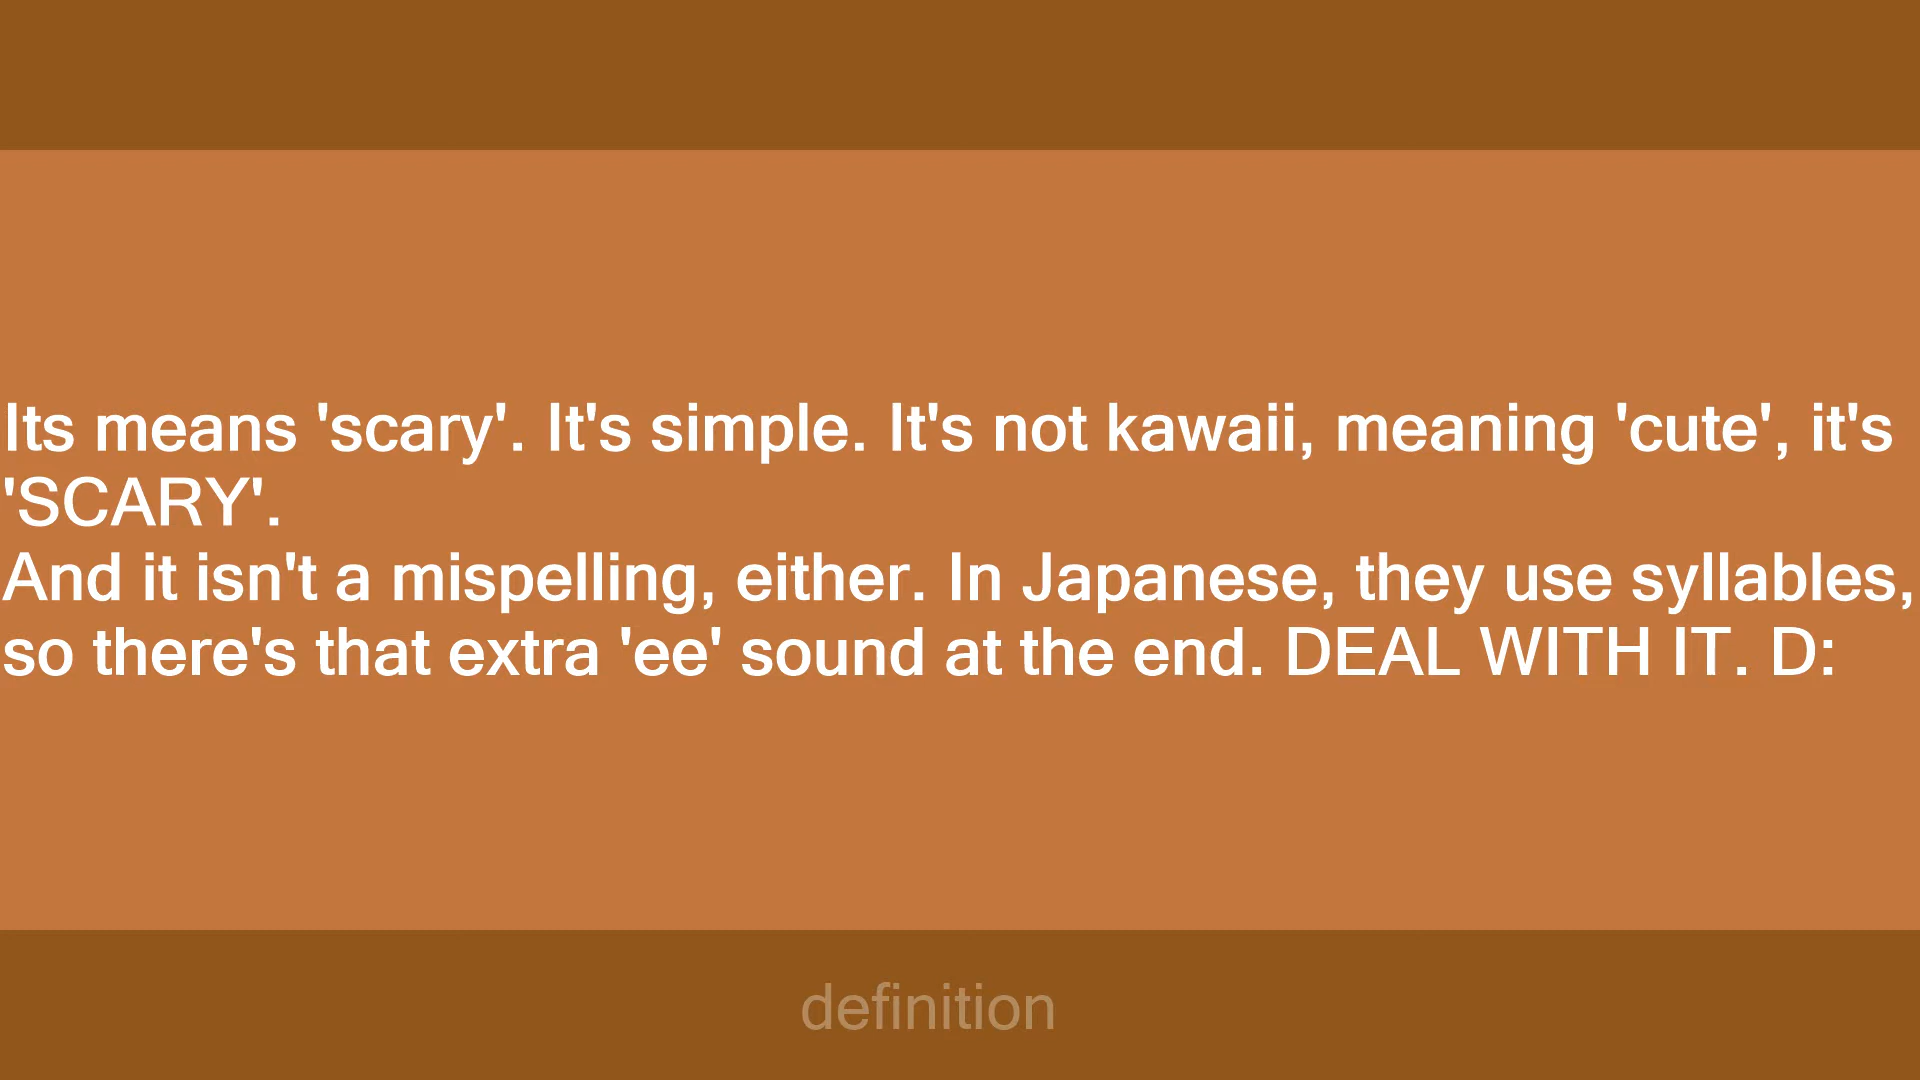 Its means 'scary'. It's simple. It's not kawaii, meaning 'cute', it's
'SCARY'.
And it isn't a mispelling, either. In Japanese, they use syllables,
so there's that extra 'ee' sound at the end. DEAL WITH IT. D:
definition